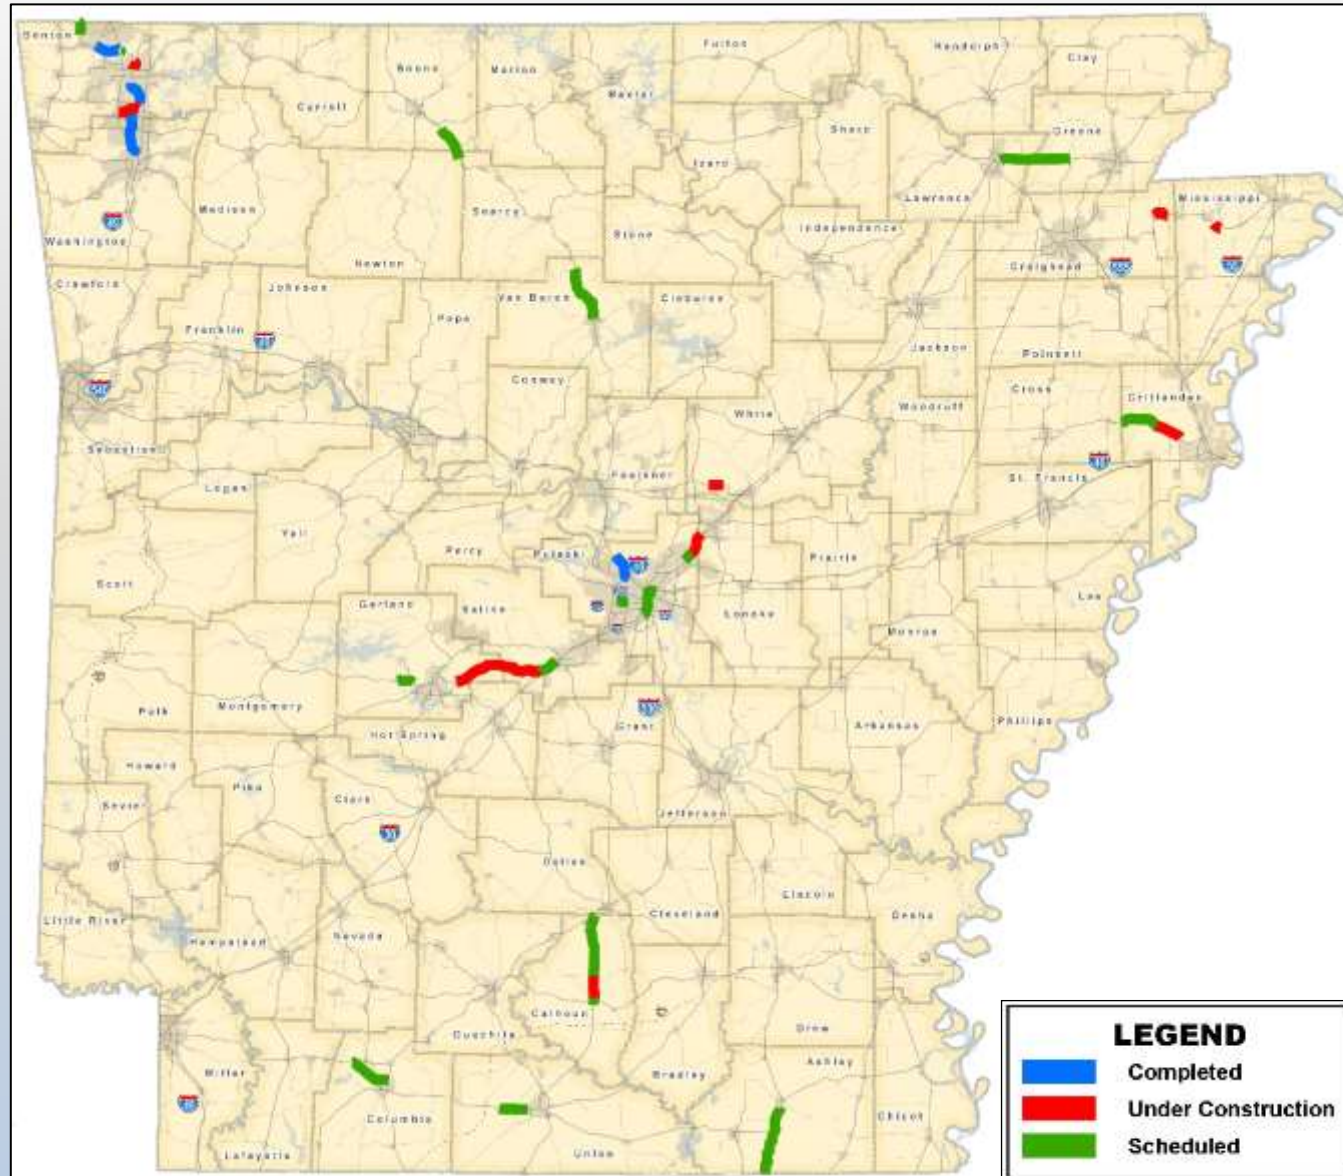 Benton
Boone
Marion
Fulton
Randolph
Clay
Carroll
Baxter
Sharp
Greene
Izard
Lawrence
Mississippi
Madison
Searcy
Stone
Independence
Washington
Newton
Craighead
Crawford
Johnson
Van Buren
Cleburne
Franklin
Pope
Jackson
Poinsett
Conway
Cross
Crittenden
White
Woodruff
Sebastian
Faulkner
St. Francis
Logan
Yell
Perry
Pulaski
Prairie
Scott
Garland
Saline
Lonoke
Lee
Monroe
Polk
Montgomery
Grant
Arkansas
Phillips
Hot Spring
Howard
Pike
Clark
Sevier
Jefferson
Dallas
Lincoln
Little River
Cleveland
Desha
Hempstead
Nevada
Calhoun
Ouachita
Drew
Miller
Bradley
Ashley
Columbia
Chicot
Lafayette
Union
LEGEND
Completed
Under Construction
Scheduled